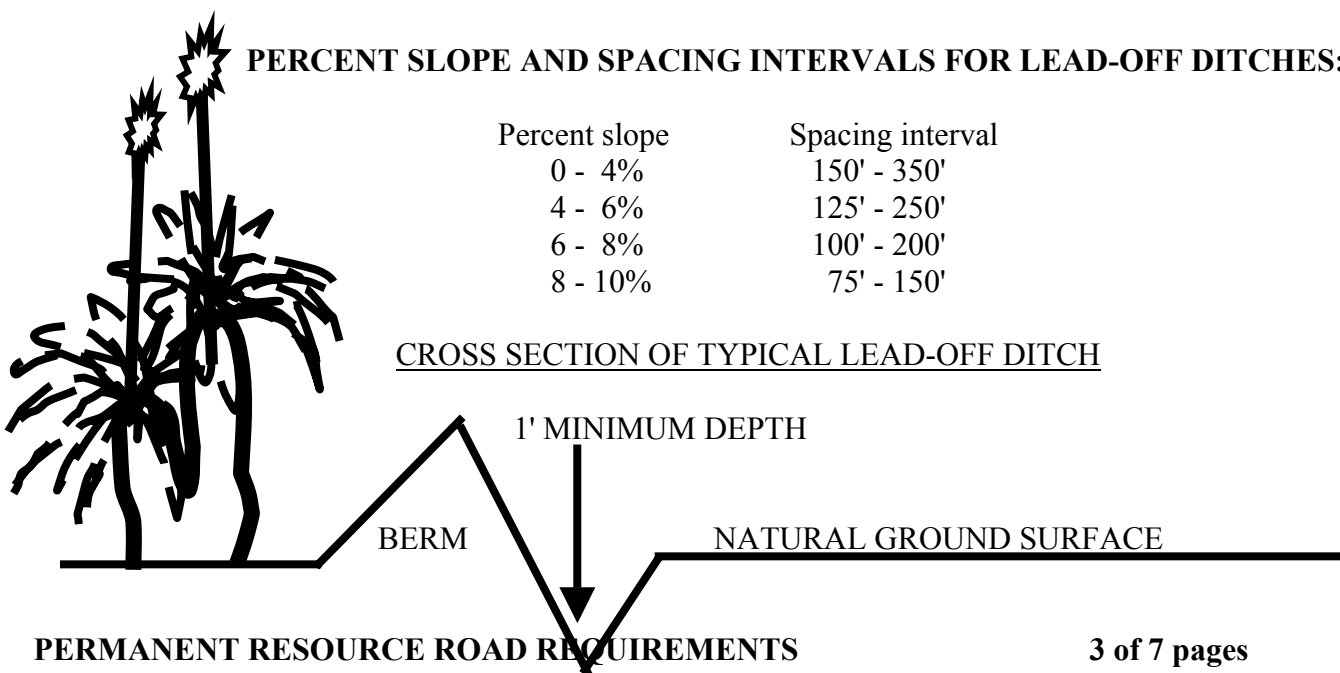 PERCENT SLOPE AND SPACING INTERVALS FOR LEAD-OFF DITCHES:
Percent slope Spacing interval
0 - 4% 150' - 350'
4 - 6% 125' - 250'
6 - 8% 100' - 200'
8 - 10% 75' - 150'
CROSS SECTION OF TYPICAL LEAD-OFF DITCH
1' MINIMUM DEPTH
BERM NATURAL GROUND SURFACE
PERMANENT RESOURCE ROAD REQUIREMENTS 3 of 7 pages